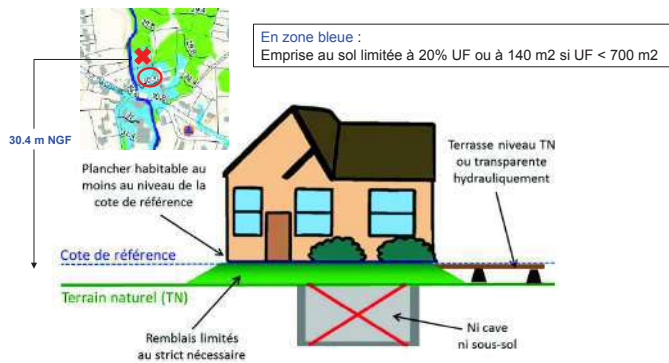 En zone bleue :
Emprise au sol limitée à 20% UF ou à 140 m2 si UF < 700 m2
30.4 m NGF
Plancher habitable au
moins au niveau de la
cote de référence
Terrasse niveau TN
ou transparente
hydrauliquement
Cote de référence
Terrain naturel (TN)
Remblais limités
au strict nécessaire
Ni cave
ni sous-sol